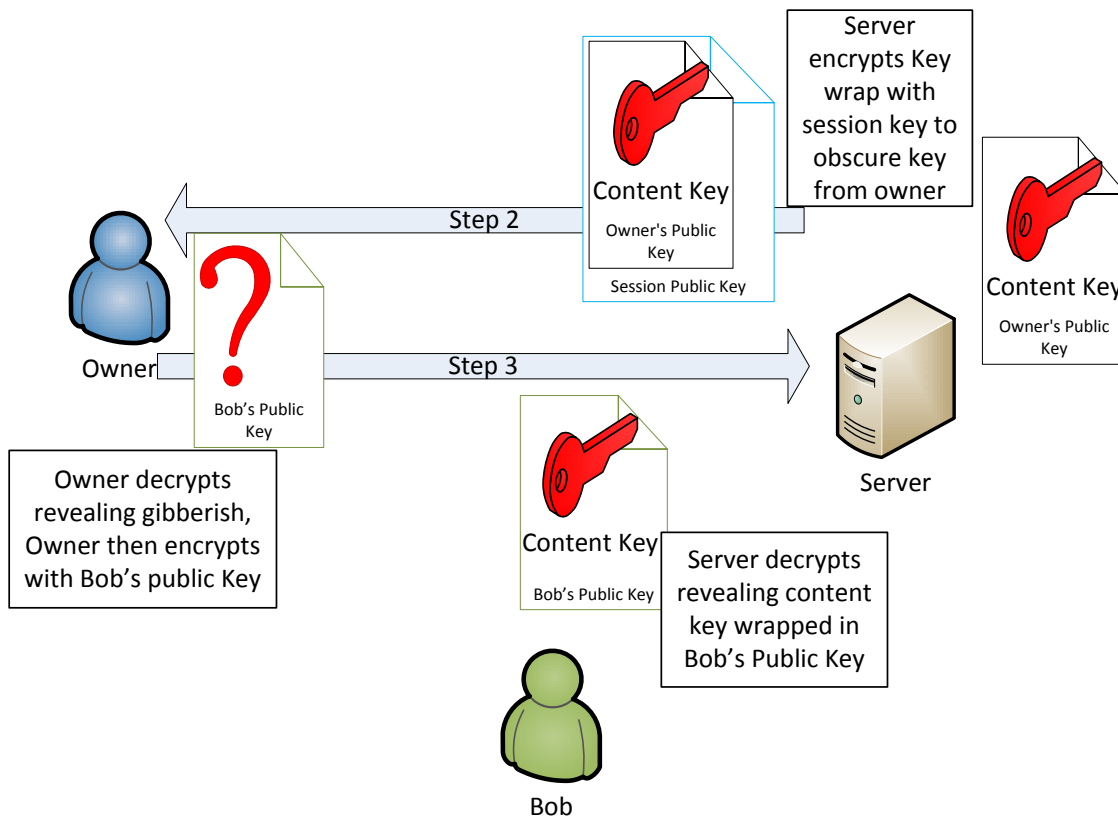 Server
encrypts Key
wrap with
session key to
obscure key
from owner
Content Key
Owner's Public
Key
Session Public Key
Step 2
Content Key
Owner's Public
Key
Owner
Bob's Public
Key
Step 3
Server
Owner decrypts
revealing gibberish,
Owner then encrypts
with Bob's public Key
Content Key
Bob's Public Key
Server decrypts
revealing content
key wrapped in
Bob's Public Key
Bob